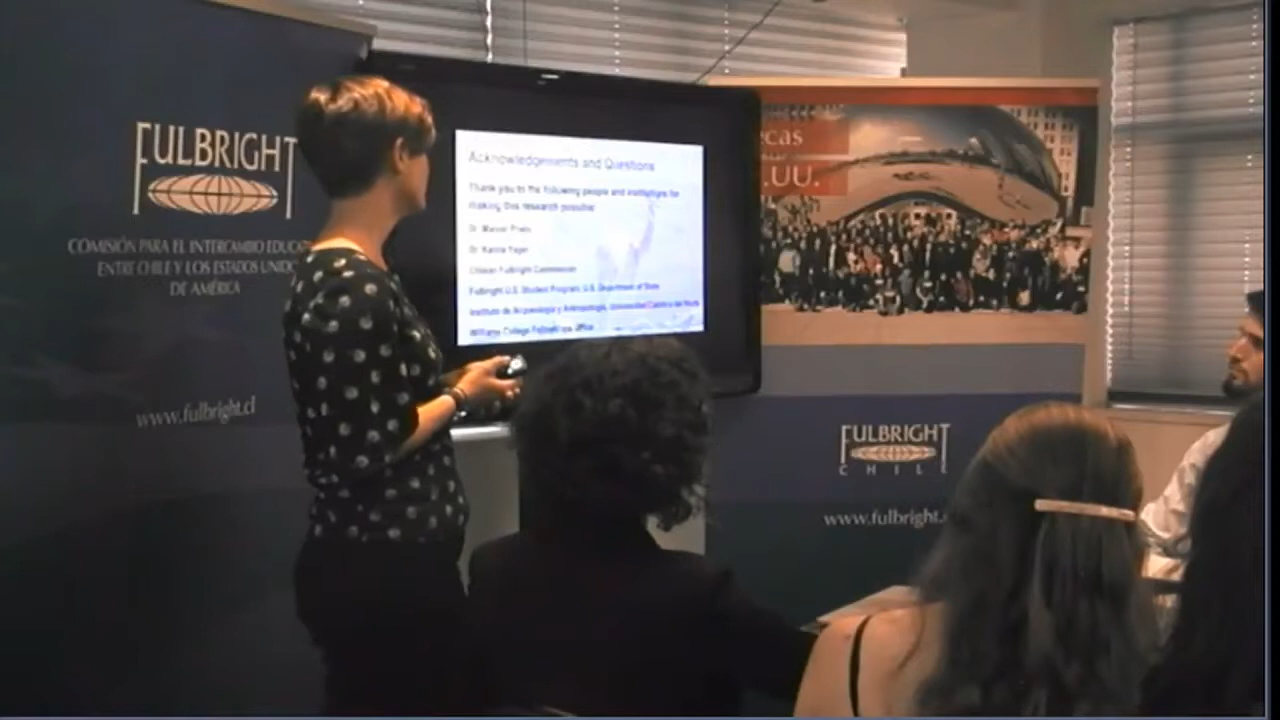 FULBRIGHT
COMISIÓN PARA EL INTERCAMBIO EDUCA
ENTRE CHILE Y LOS ESTADOS UNIDO
DE AMÉRICA
www.fulbright.cl
Acknowledgements and Questions
Thank you to the following people and institutions for
making this research possible:
Dr.
Dr. Karina Yager
Chilean Fulbright Commission
Fulbright U.S. Student Program, U.S. Department of State
Instituto de Arqueología y Antropología, Universidad Católica del Norte
Williams College Fellowships Office
ecas
.UU.
FULBRIGHT
CHILE
www.fulbright.